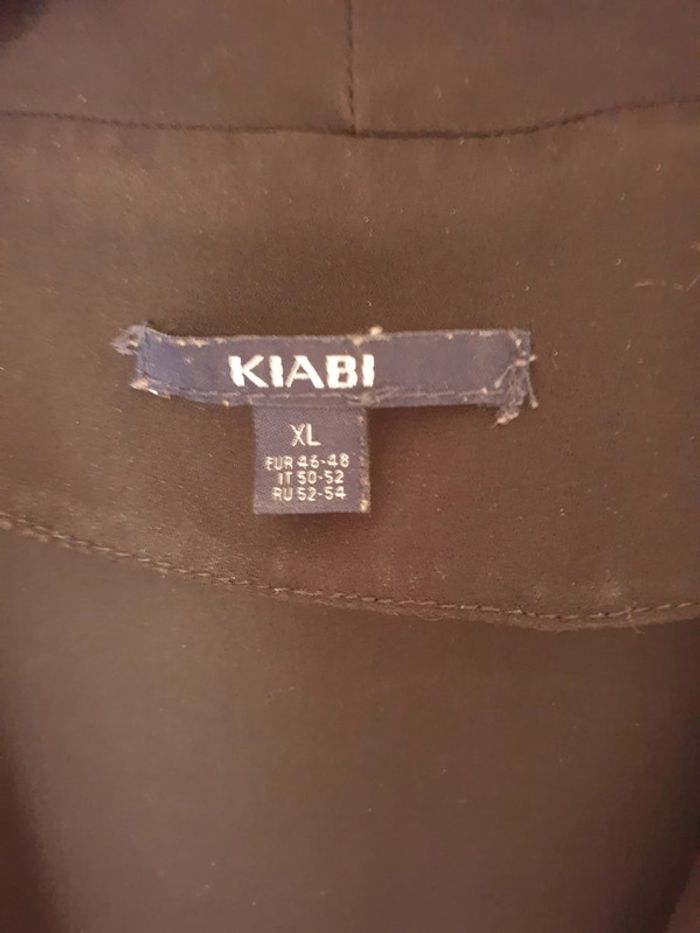 KIABI
XL
EUR 46-48
IT 50-52
RU 52-54